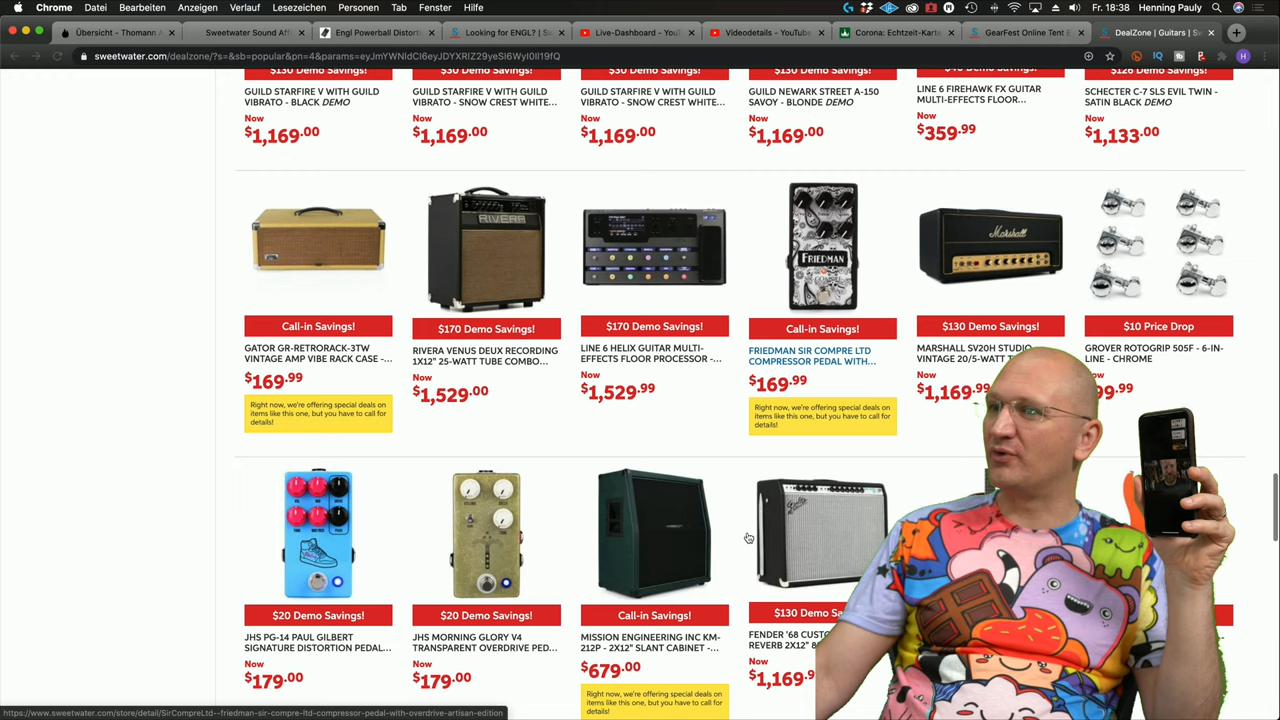 Chrome Datei Bearbeiten Anzeigen Verlauf Lesezeichen Personen Tab Fenster Hilfe
Fr. 18:38 Henning Pauly
Übersicht - Thomann A
Sweetwater Sound Aff
Engl Powerball Distorti
Looking for ENGL? | Sw
Live-Dashboard - YouT
Videodetails - YouTube
Corona: Echtzeit-Karte
GearFest Online Tent E
DealZone | Guitars | Sw
sweetwater.com/dealzone/?s=&sb=popular&pn=4&params=eyJmYWNldCI6eyJDYXRlZ29yeSI6WyI0Il19fQ
$130 Demo Savings!
$30 Demo Savings!
$30 Demo Savings!
$130 Demo Savings!
GUILD STARFIRE V WITH GUILD
VIBRATO - BLACK DEMO
Now
$1,169.00
GUILD STARFIRE V WITH GUILD
VIBRATO - SNOW CREST WHITE...
Now
$1,169.00
GUILD STARFIRE V WITH GUILD
VIBRATO - SNOW CREST WHITE...
Now
$1,169.00
GUILD NEWARK STREET A-150
SAVOY - BLONDE DEMO
Now
$1,169.00
LINE 6 FIREHAWK FX GUITAR
MULTI-EFFECTS FLOOR...
Now
$359.99
SCHECTER C-7 SLS EVIL TWIN -
SATIN BLACK DEMO
Now
$1,133.00
RIVERA
FRIEDMAN
Marshall
Call-in Savings!
GATOR GR-RETRORACK-3TW
VINTAGE AMP VIBE RACK CASE -...
$169.99
Right now, we're offering special deals on
items like this one, but you have to call for
details!
$170 Demo Savings!
RIVERA VENUS DEUX RECORDING
1X12" 25-WATT TUBE COMBO...
Now
$1,529.00
$170 Demo Savings!
LINE 6 HELIX GUITAR MULTI-
EFFECTS FLOOR PROCESSOR -...
Now
$1,529.99
Call-in Savings!
FRIEDMAN SIR COMPRE LTD
COMPRESSOR PEDAL WITH...
$169.99
Right now, we're offering special deals on
items like this one, but you have to call for
details!
$130 Demo Savings!
MARSHALL SV20H STUDIO
VINTAGE 20/5-WATT T
Now
$1,169.99
$10 Price Drop
GROVER ROTOGRIP 505F - 6-IN-
LINE - CHROME
99.99
$20 Demo Savings!
JHS PG-14 PAUL GILBERT
SIGNATURE DISTORTION PEDAL...
Now
$179.00
$20 Demo Savings!
JHS MORNING GLORY V4
TRANSPARENT OVERDRIVE PED...
Now
$179.00
Call-in Savings!
MISSION ENGINEERING INC KM-
212P - 2X12" SLANT CABINET -...
$679.00
Right now, we're offering special deals on
items like this one, but you have to call for
details!
Fender
$130 Demo Sa
FENDER '68 CUSTO
REVERB 2X12" 8
Now
$1,169.
https://www.sweetwater.com/store/detail/SirCompreLtd--friedman-sir-compre-ltd-compressor-pedal-with-overdrive-artisan-edition